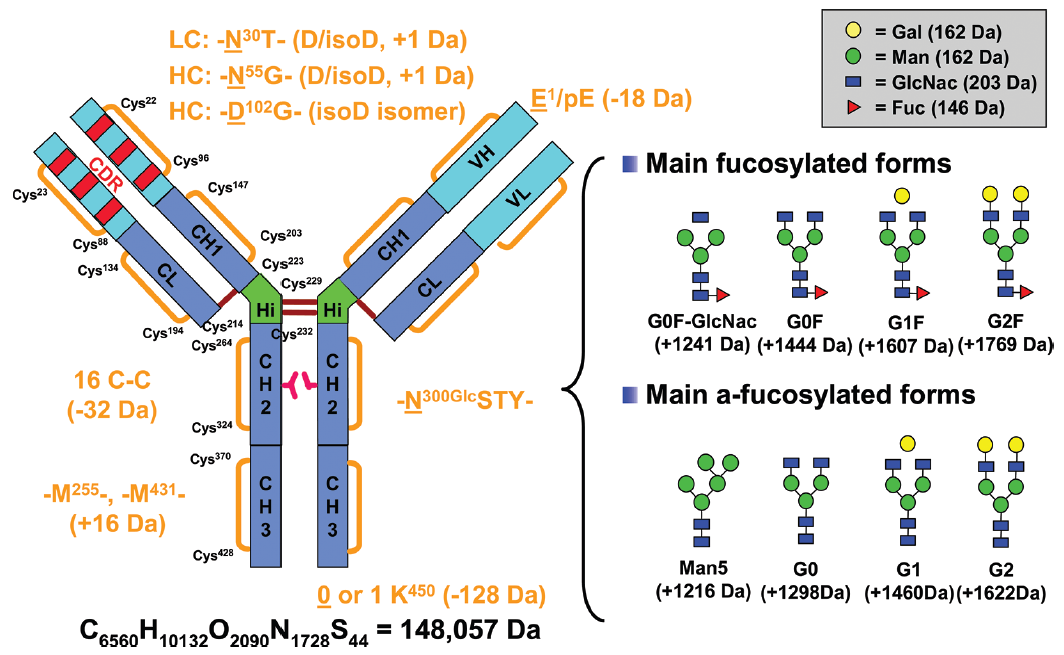 LC: -N³⁰T- (D/isoD, +1 Da)
HC: -N⁵⁵G- (D/isoD, +1 Da)
HC: -D¹⁰²G- (isoD isomer)
E¹/pE (-18 Da)
= Gal (162 Da)
= Man (162 Da)
= GlcNac (203 Da)
= Fuc (146 Da)
Cys²²
Cys⁹⁶
Cys¹⁴⁷
Cys²³
Cys⁸⁸
Cys¹³⁴
Cys¹⁹⁴
Cys²⁰³
Cys²²³
Cys²²⁹
Cys²¹⁴
Cys²³²
Cys²⁶⁴
Cys³²⁴
Cys³⁷⁰
Cys⁴²⁸
CDR
CH1
CL
VH
VL
CH1
CL
Hi
Hi
CH2
CH2
CH3
CH3
16 C-C
(-32 Da)
-M²⁵⁵-, -M⁴³¹-
(+16 Da)
-N³⁰⁰ᴳˡᶜSTY-
0 or 1 K⁴⁵⁰ (-128 Da)
C₆₅₆₀H₁₀₁₃₂O₂₀₉₀N₁₇₂₈S₄₄ = 148,057 Da
Main fucosylated forms
G0F-GlcNac
(+1241 Da)
G0F
(+1444 Da)
G1F
(+1607 Da)
G2F
(+1769 Da)
Main a-fucosylated forms
Man5
(+1216 Da)
G0
(+1298Da)
G1
(+1460Da)
G2
(+1622Da)